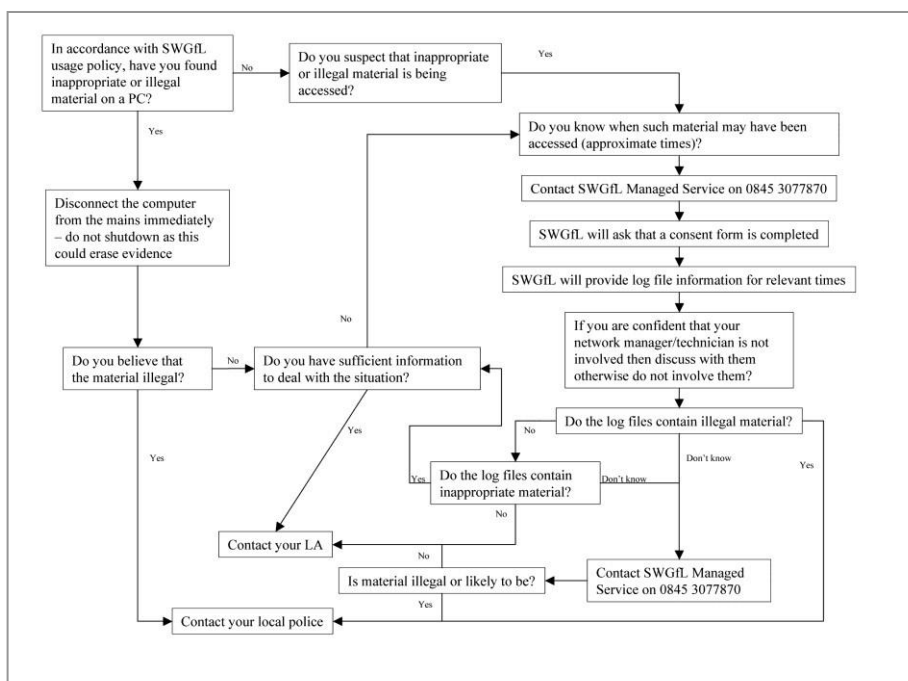 In accordance with SWGfL
usage policy, have you found
inappropriate or illegal
material on a PC?
No
Do you suspect that inappropriate
or illegal material is being
accessed?
Yes
Yes
Do you know when such material may have been
accessed (approximate times)?
Contact SWGfL Managed Service on 0845 3077870
Disconnect the computer
from the mains immediately
– do not shutdown as this
could erase evidence
SWGfL will ask that a consent form is completed
SWGfL will provide log file information for relevant times
No
If you are confident that your
network manager/technician is not
involved then discuss with them
otherwise do not involve them?
Do you believe that
the material illegal?
No
Do you have sufficient information
to deal with the situation?
Do the log files contain illegal material?
Yes
No
Yes
Don't know
Yes
Do the log files contain
inappropriate material?
Yes
Don't know
No
Contact your LA
No
Is material illegal or likely to be?
Contact SWGfL Managed
Service on 0845 3077870
Yes
Contact your local police